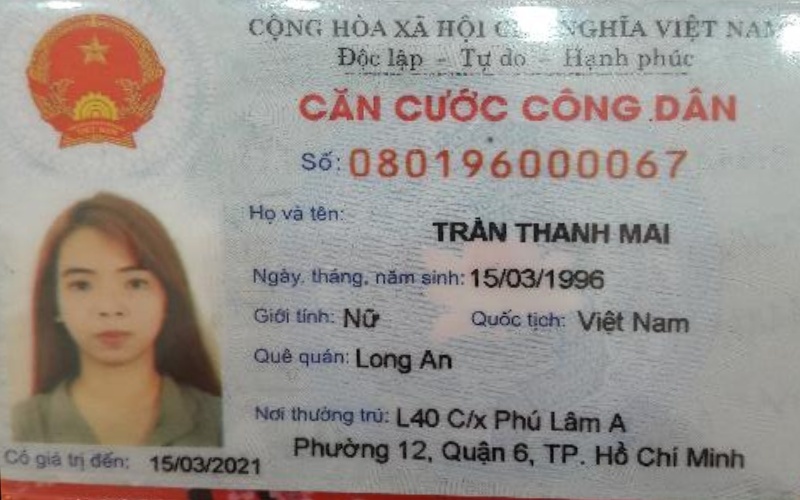 CỘNG HÒA XÃ HỘI NGHĨA VIỆT NAM
Độc lập - Tự do - Hạnh phúc
CĂN CƯỚC CÔNG DÂN
Số: 080196000067
Họ và tên:
TRẦN THANH MAI
Ngày, tháng, năm sinh: 15/03/1996
Giới tính: Nữ Quốc tịch: Việt Nam
Quê quán: Long An
Nơi thường trú: L40 C/x Phú Lâm A
Phường 12, Quận 6, TP. Hồ Chí Minh
Có giá trị đến: 15/03/2021